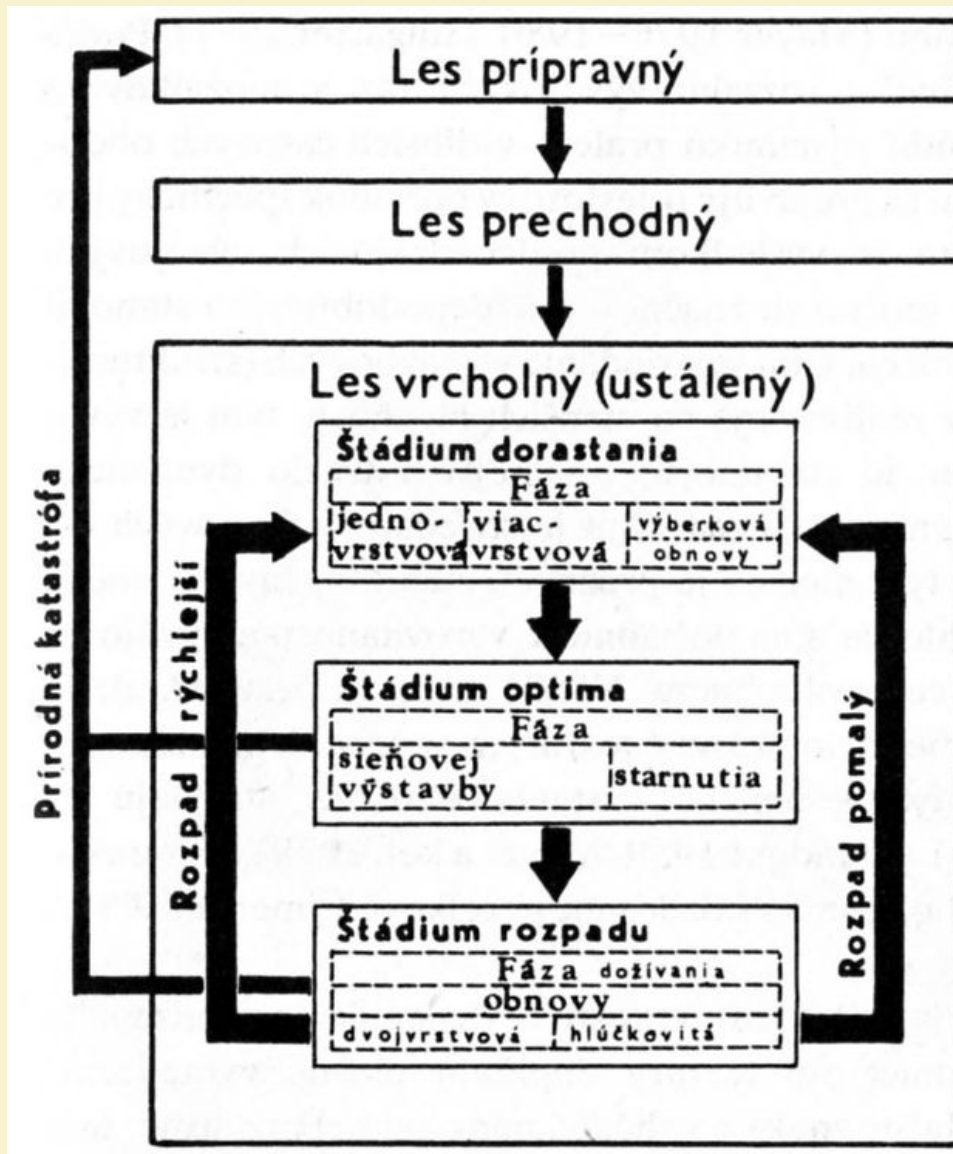 Les prípravný
Les prechodný
Les vrcholný (ustálený)
Štádium dorastania
Fáza
jedno-
vrstvová
viac-
vrstvová
výberková
obnovy
Štádium optima
Fáza
sieňovej
výstavby
starnutia
Štádium rozpadu
Fáza dožívania
obnovy
dvojvrstvová
hlúčkovitá
Prírodná katastrófa
Rozpad rýchlejší
Rozpad pomalý